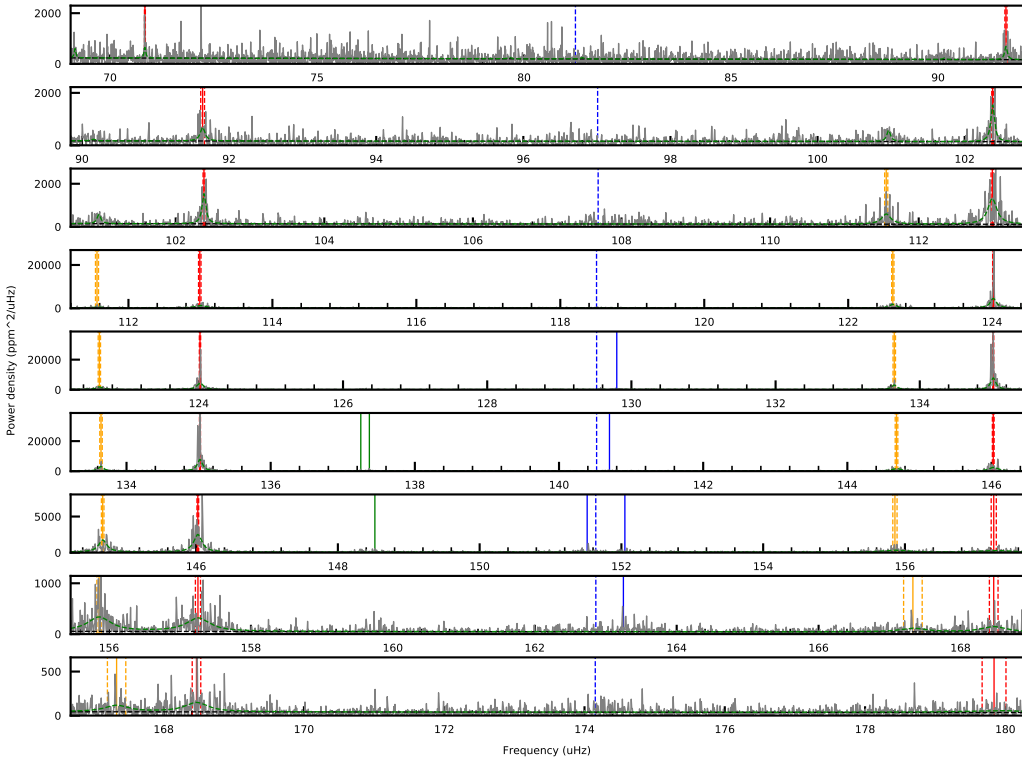 2000
0
70 75 80 85 90
2000
0
90 92 94 96 98 100 102
2000
0
102 104 106 108 110 112
20000
0
112 114 116 118 120 122 124
20000
0
124 126 128 130 132 134
20000
0
134 136 138 140 142 144 146
5000
0
146 148 150 152 154 156
1000
0
156 158 160 162 164 166 168
500
0
168 170 172 174 176 178 180
Power density (ppm^2/uHz)
Frequency (uHz)